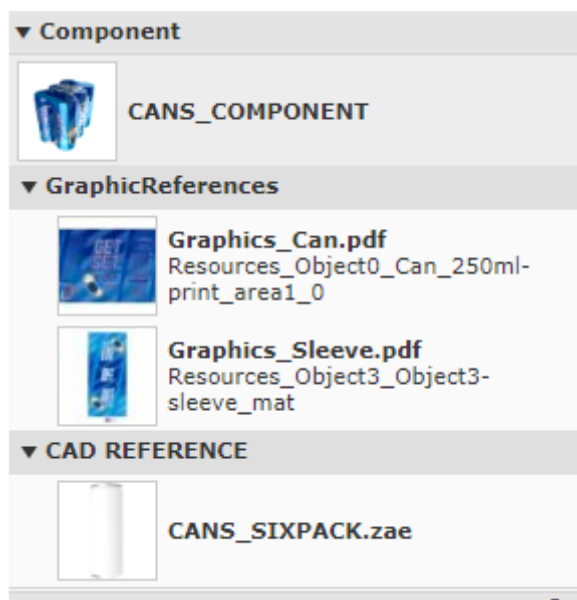 Component
CANS_COMPONENT
GraphicReferences
Graphics_Can.pdf
Resources_Object0_Can_250ml-
print_area1_0
Graphics_Sleeve.pdf
Resources_Object3_Object3-
sleeve_mat
CAD REFERENCE
CANS_SIXPACK.zae